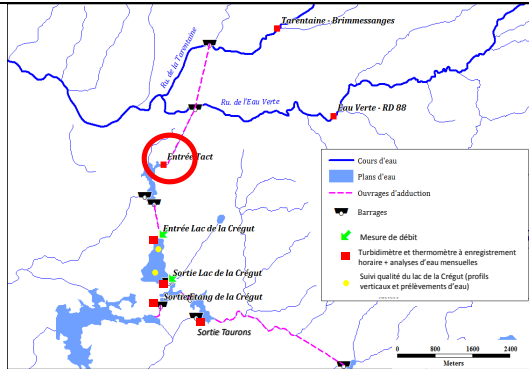 Tarentaine - Brimmessanges
Ru. de la Tarentaine
Ru. de l'Eau Verte
Eau Verte - RD 88
Entrée Tact
Entrée Lac de la Crégut
Sortie Lac de la Crégut
Sortie Etang de la Crégut
Sortie Taurons
Cours d'eau
Plans d'eau
Ouvrages d'adduction
Barrages
Mesure de débit
Turbidimètre et thermomètre à enregistrement
horaire + analyses d'eau mensuelles
Suivi qualité du lac de la Crégut (profils
verticaux et prélèvements d'eau)
0 800 1600 2400
Meters